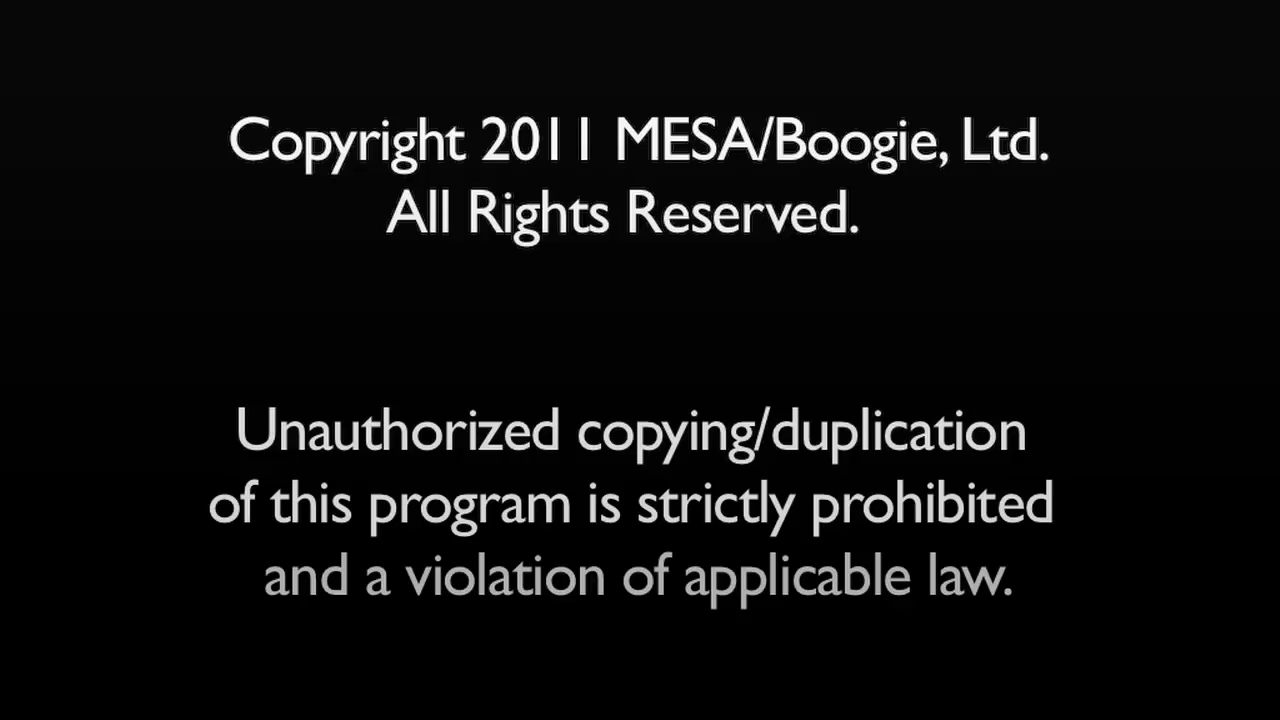 Copyright 2011 MESA/Boogie, Ltd.
All Rights Reserved.
Unauthorized copying/duplication
of this program is strictly prohibited
and a violation of applicable law.